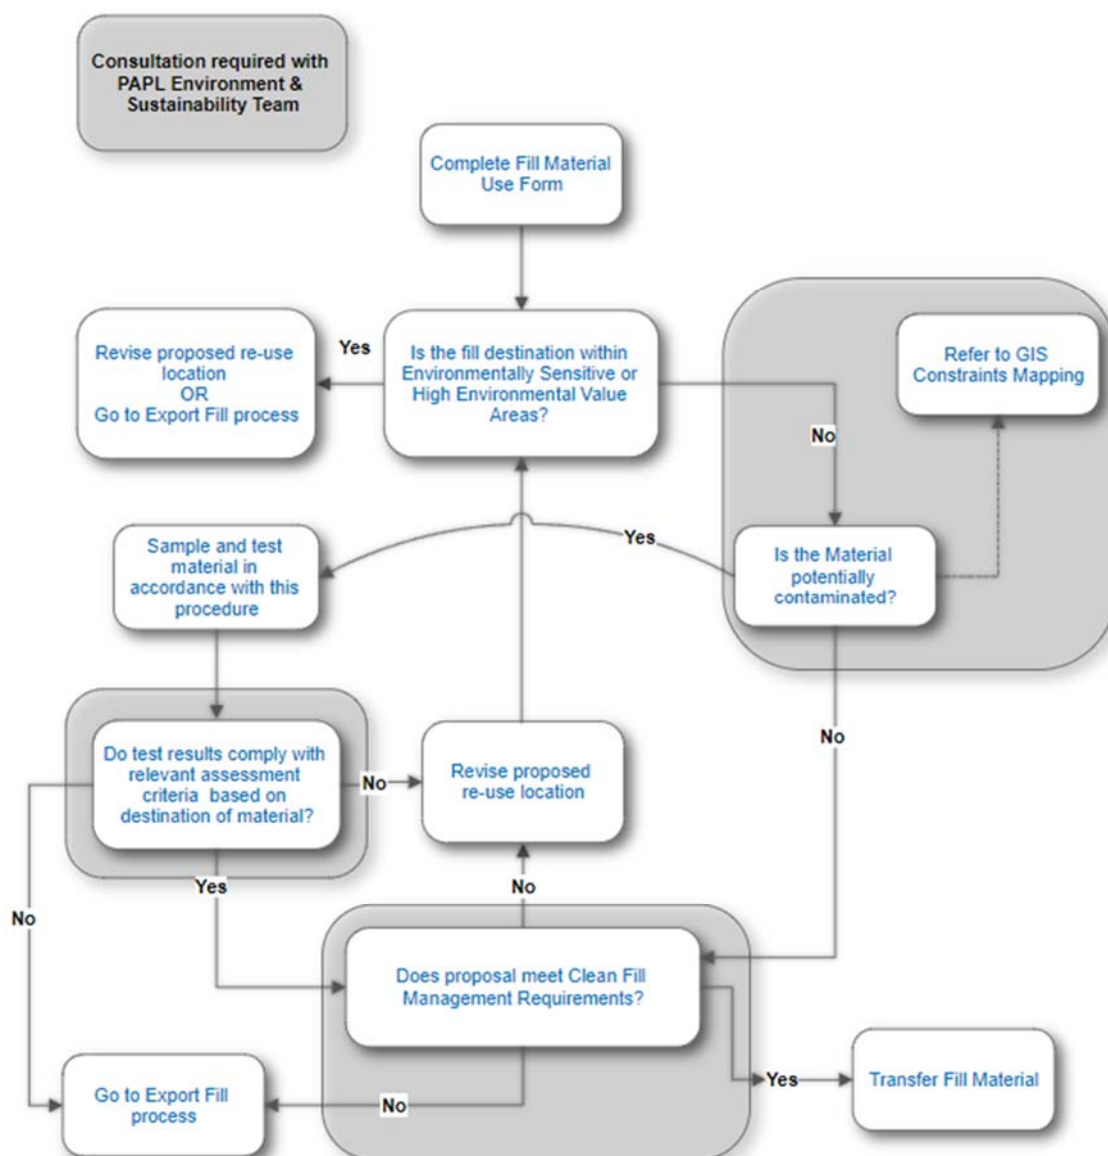 Consultation required with
PAPL Environment &
Sustainability Team
Complete Fill Material
Use Form
Revise proposed re-use
location
OR
Go to Export Fill process
Yes
Is the fill destination within
Environmentally Sensitive or
High Environmental Value
Areas?
No
Refer to GIS
Constraints Mapping
Sample and test
material in
accordance with this
procedure
Yes
Is the Material
potentially
contaminated?
No
Do test results comply with
relevant assessment
criteria based on
destination of material?
No
Revise proposed
re-use location
Yes
No
No
Does proposal meet Clean Fill
Management Requirements?
Go to Export Fill
process
No
Yes
Transfer Fill Material